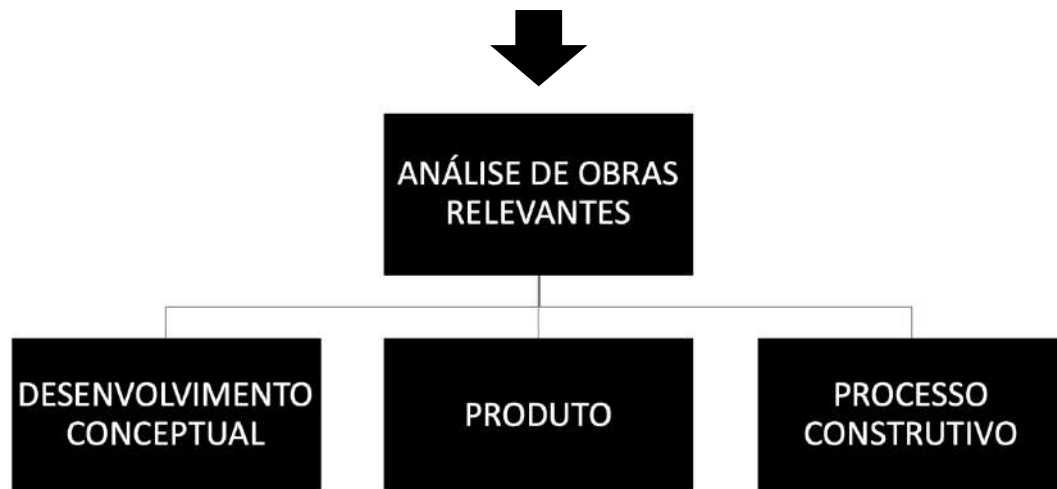 ANÁLISE DE OBRAS
RELEVANTES
DESENVOLVIMENTO
CONCEPTUAL
PRODUTO
PROCESSO
CONSTRUTIVO